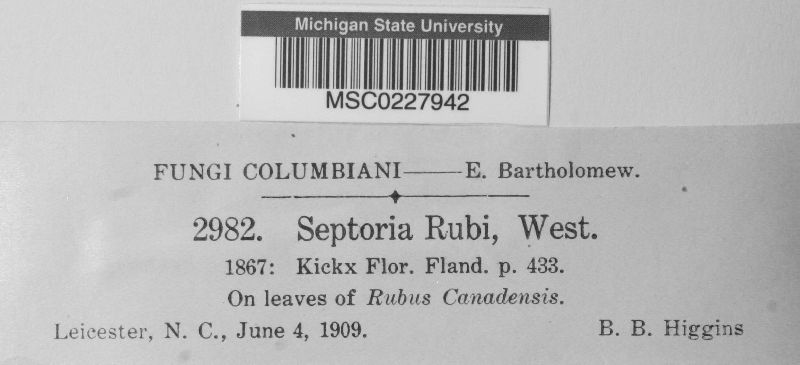 Michigan State University
MSC0227942
FUNGI COLUMBIANI——E. Bartholomew.
2982. Septoria Rubi, West.
1867: Kickx Flor. Fland. p. 433.
On leaves of Rubus Canadensis.
Leicester, N. C., June 4, 1909. B. B. Higgins